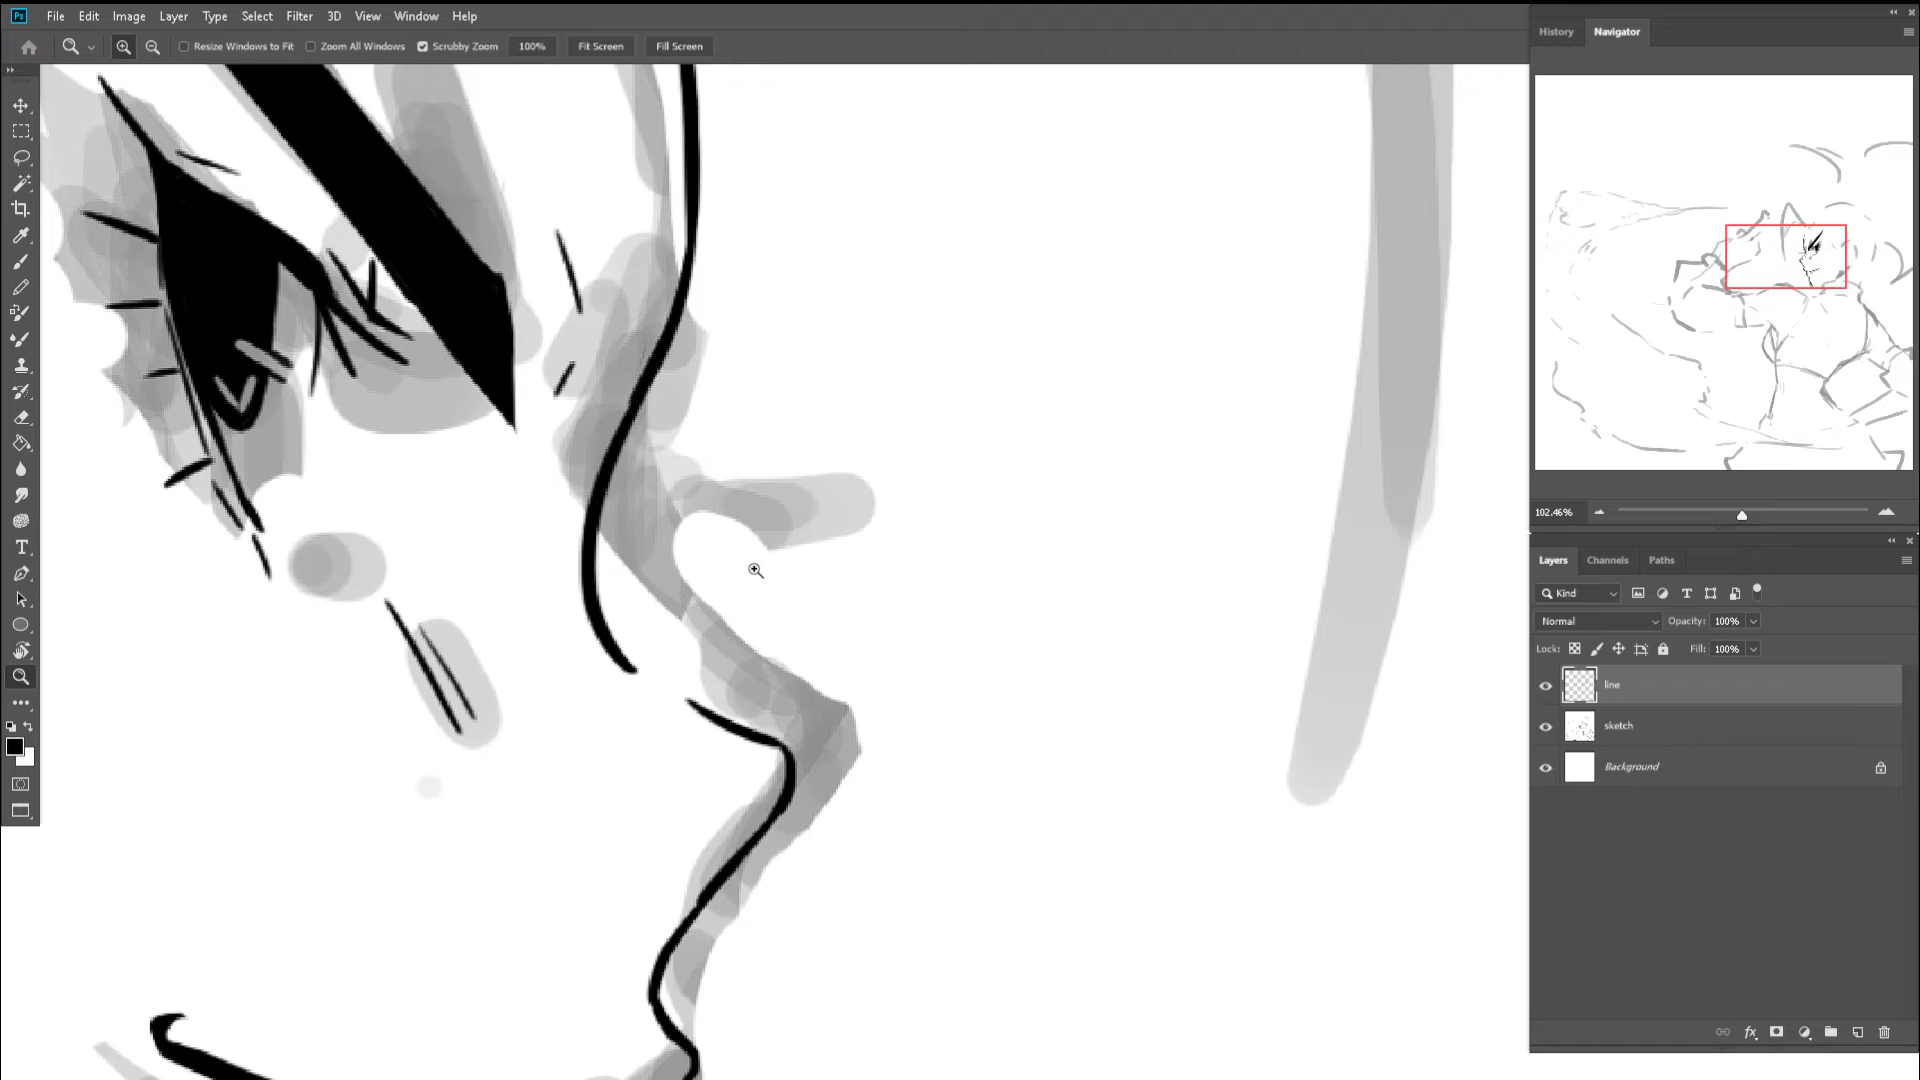 Ps File Edit Image Layer Type Select Filter 3D View Window Help
Resize Windows to Fit Zoom All Windows Scrubby Zoom 100% Fit Screen Fill Screen
History Navigator
102.46%
Layers Channels Paths
Kind
Normal Opacity: 100%
Lock: Fill: 100%
line
sketch
Background